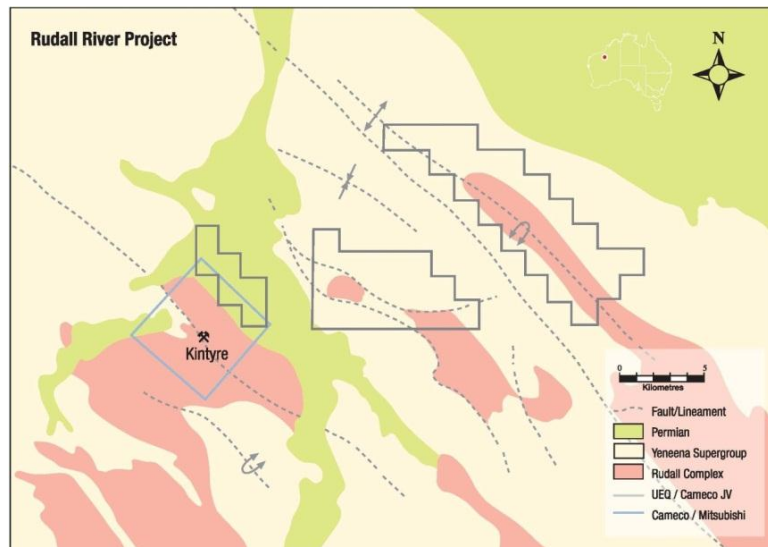 Rudall River Project
N
Kintyre
0 5
Kilometres
Fault/Lineament
Permian
Yeneena Supergroup
Rudall Complex
UEQ / Cameco JV
Cameco / Mitsubishi